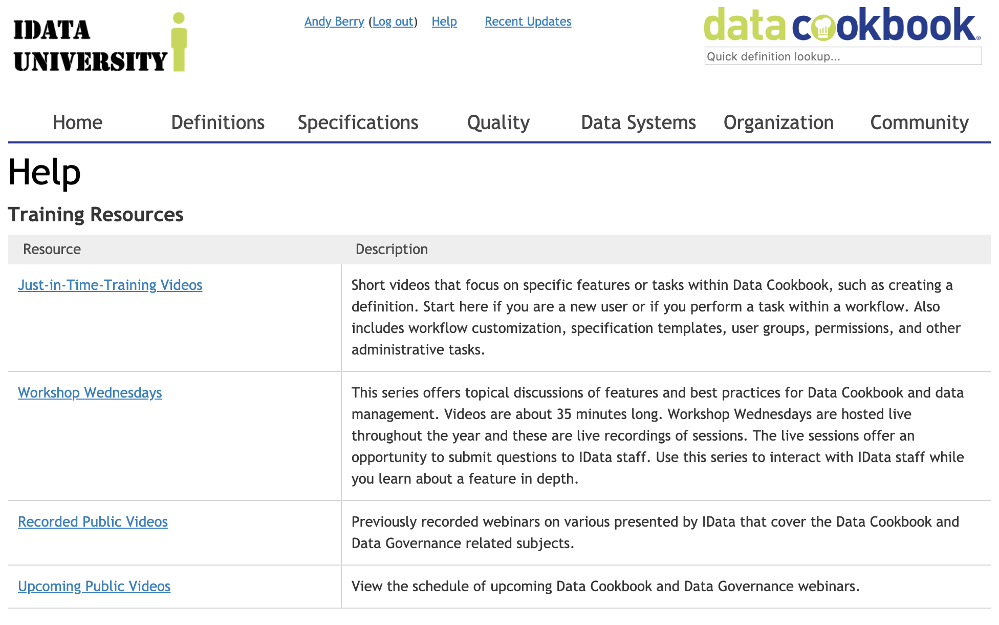 IDATA
UNIVERSITY
Andy Berry (Log out) Help Recent Updates
data cookbook®
Quick definition lookup...
Home Definitions Specifications Quality Data Systems Organization Community
Help
Training Resources
Resource Description
Just-in-Time-Training Videos
Short videos that focus on specific features or tasks within Data Cookbook, such as creating a
definition. Start here if you are a new user or if you perform a task within a workflow. Also
includes workflow customization, specification templates, user groups, permissions, and other
administrative tasks.
Workshop Wednesdays
This series offers topical discussions of features and best practices for Data Cookbook and data
management. Videos are about 35 minutes long. Workshop Wednesdays are hosted live
throughout the year and these are live recordings of sessions. The live sessions offer an
opportunity to submit questions to IData staff. Use this series to interact with IData staff while
you learn about a feature in depth.
Recorded Public Videos
Previously recorded webinars on various presented by IData that cover the Data Cookbook and
Data Governance related subjects.
Upcoming Public Videos
View the schedule of upcoming Data Cookbook and Data Governance webinars.